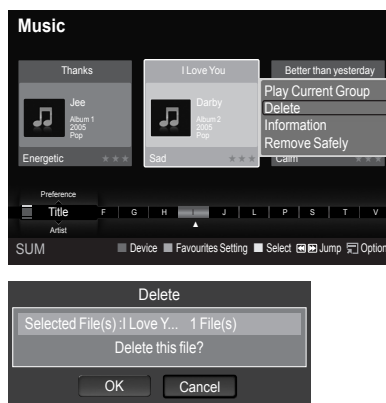 Music
Thanks
Jee
Album 1
2005
Pop
Energetic
I Love You
Darby
Album 2
2005
Pop
Sad
Better than yesterday
Calm
Play Current Group
Delete
Information
Remove Safely
Preference
Title F G H I J L P S T V
Artist
SUM Device Favourites Setting Select Jump Option
Delete
Selected File(s) :I Love Y... 1 File(s)
Delete this file?
OK Cancel